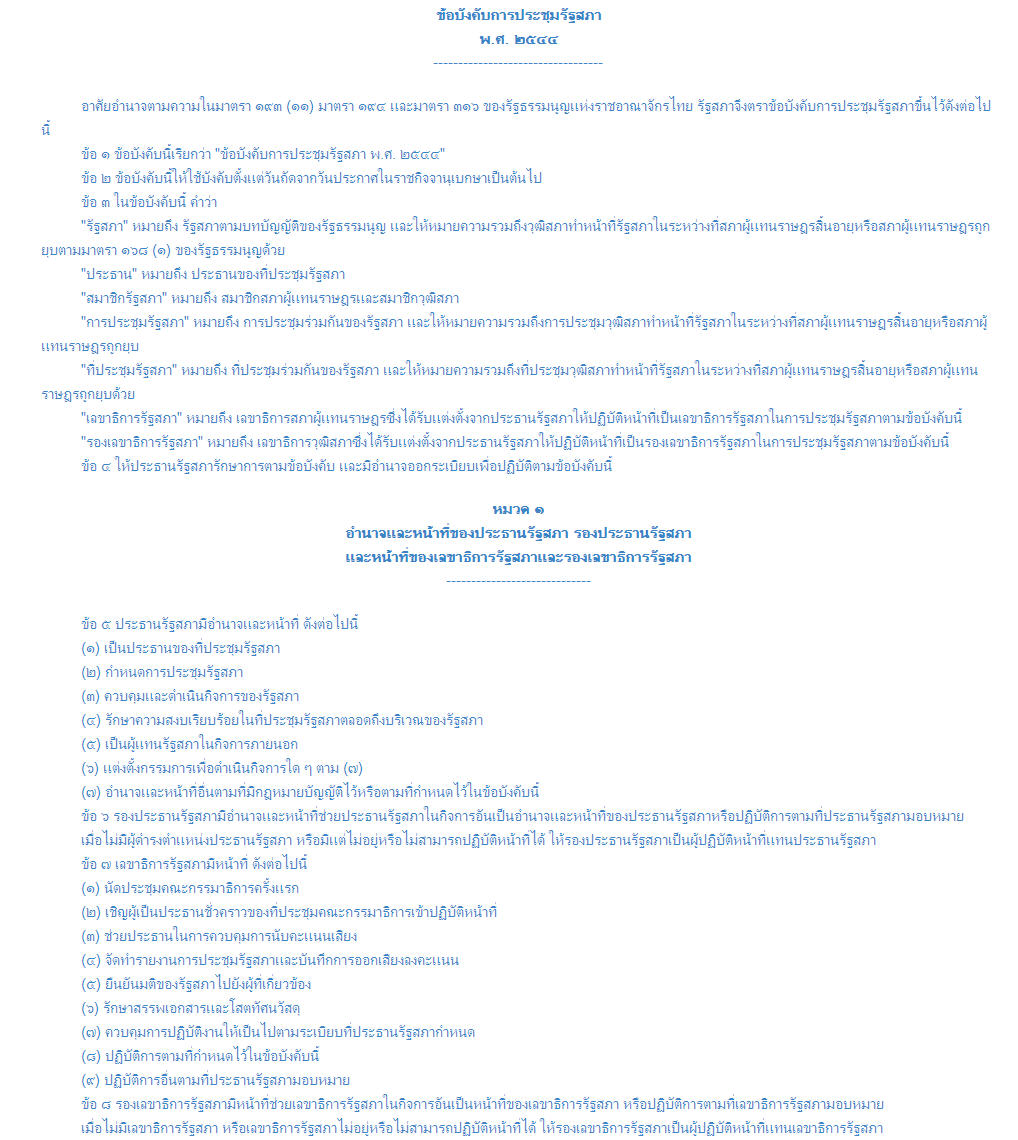 ข้อบังคับการประชุมรัฐสภา
พ.ศ. ๒๕๔๔
----------------------------------
อาศัยอำนาจตามความในมาตรา ๑๙๓ (๑๑) มาตรา ๑๙๔ และมาตรา ๓๑๖ ของรัฐธรรมนูญแห่งราชอาณาจักรไทย รัฐสภาจึงตราข้อบังคับการประชุมรัฐสภาขึ้นไว้ดังต่อไป
นี้
ข้อ ๑ ข้อบังคับนี้เรียกว่า "ข้อบังคับการประชุมรัฐสภา พ.ศ. ๒๕๔๔"
ข้อ ๒ ข้อบังคับนี้ให้ใช้บังคับตั้งแต่วันถัดจากวันประกาศในราชกิจจานุเบกษาเป็นต้นไป
ข้อ ๓ ในข้อบังคับนี้ คำว่า
"รัฐสภา" หมายถึง รัฐสภาตามบทบัญญัติของรัฐธรรมนูญ และให้หมายความรวมถึงวุฒิสภาทำหน้าที่รัฐสภาในระหว่างที่สภาผู้แทนราษฎรสิ้นอายุหรือสภาผู้แทนราษฎรถูก
ยุบตามมาตรา ๑๖๘ (๑) ของรัฐธรรมนูญด้วย
"ประธาน" หมายถึง ประธานของที่ประชุมรัฐสภา
"สมาชิกรัฐสภา" หมายถึง สมาชิกสภาผู้แทนราษฎรและสมาชิกวุฒิสภา
"การประชุมรัฐสภา" หมายถึง การประชุมร่วมกันของรัฐสภา และให้หมายความรวมถึงการประชุมวุฒิสภาทำหน้าที่รัฐสภาในระหว่างที่สภาผู้แทนราษฎรสิ้นอายุหรือสภาผู้
แทนราษฎรถูกยุบ
"ที่ประชุมรัฐสภา" หมายถึง ที่ประชุมร่วมกันของรัฐสภา และให้หมายความรวมถึงที่ประชุมวุฒิสภาทำหน้าที่รัฐสภาในระหว่างที่สภาผู้แทนราษฎรสิ้นอายุหรือสภาผู้แทน
ราษฎรถูกยุบด้วย
"เลขาธิการรัฐสภา" หมายถึง เลขาธิการสภาผู้แทนราษฎรซึ่งได้รับแต่งตั้งจากประธานรัฐสภาให้ปฏิบัติหน้าที่เป็นเลขาธิการรัฐสภาในการประชุมรัฐสภาตามข้อบังคับนี้
"รองเลขาธิการรัฐสภา" หมายถึง เลขาธิการวุฒิสภาซึ่งได้รับแต่งตั้งจากประธานรัฐสภาให้ปฏิบัติหน้าที่เป็นรองเลขาธิการรัฐสภาในการประชุมรัฐสภาตามข้อบังคับนี้
ข้อ ๔ ให้ประธานรัฐสภารักษาการตามข้อบังคับ และมีอำนาจออกระเบียบเพื่อปฏิบัติตามข้อบังคับนี้
หมวด ๑
อำนาจและหน้าที่ของประธานรัฐสภา รองประธานรัฐสภา
และหน้าที่ของเลขาธิการรัฐสภาและรองเลขาธิการรัฐสภา
-----------------------------
ข้อ ๕ ประธานรัฐสภามีอำนาจและหน้าที่ ดังต่อไปนี้
(๑) เป็นประธานของที่ประชุมรัฐสภา
(๒) กำหนดการประชุมรัฐสภา
(๓) ควบคุมและดำเนินกิจการของรัฐสภา
(๔) รักษาความสงบเรียบร้อยในที่ประชุมรัฐสภาตลอดถึงบริเวณของรัฐสภา
(๕) เป็นผู้แทนรัฐสภาในกิจการภายนอก
(๖) แต่งตั้งกรรมการเพื่อดำเนินกิจการใด ๆ ตาม (๗)
(๗) อำนาจและหน้าที่อื่นตามที่มีกฎหมายบัญญัติไว้หรือตามที่กำหนดไว้ในข้อบังคับนี้
ข้อ ๖ รองประธานรัฐสภามีอำนาจและหน้าที่ช่วยประธานรัฐสภาในกิจการอันเป็นอำนาจและหน้าที่ของประธานรัฐสภาหรือปฏิบัติการตามที่ประธานรัฐสภามอบหมาย
เมื่อไม่มีผู้ดำรงตำแหน่งประธานรัฐสภา หรือมีแต่ไม่อยู่หรือไม่สามารถปฏิบัติหน้าที่ได้ ให้รองประธานรัฐสภาเป็นผู้ปฏิบัติหน้าที่แทนประธานรัฐสภา
ข้อ ๗ เลขาธิการรัฐสภามีหน้าที่ ดังต่อไปนี้
(๑) นัดประชุมคณะกรรมาธิการครั้งแรก
(๒) เชิญผู้เป็นประธานชั่วคราวของที่ประชุมคณะกรรมาธิการเข้าปฏิบัติหน้าที่
(๓) ช่วยประธานในการควบคุมการนับคะแนนเสียง
(๔) จัดทำรายงานการประชุมรัฐสภาและบันทึกการออกเสียงลงคะแนน
(๕) ยืนยันมติของรัฐสภาไปยังผู้ที่เกี่ยวข้อง
(๖) รักษาสรรพเอกสารและโสตทัศนวัสดุ
(๗) ควบคุมการปฏิบัติงานให้เป็นไปตามระเบียบที่ประธานรัฐสภากำหนด
(๘) ปฏิบัติการตามที่กำหนดไว้ในข้อบังคับนี้
(๙) ปฏิบัติการอื่นตามที่ประธานรัฐสภามอบหมาย
ข้อ ๘ รองเลขาธิการรัฐสภามีหน้าที่ช่วยเลขาธิการรัฐสภาในกิจการอันเป็นหน้าที่ของเลขาธิการรัฐสภา หรือปฏิบัติการตามที่เลขาธิการรัฐสภามอบหมาย
เมื่อไม่มีเลขาธิการรัฐสภา หรือเลขาธิการรัฐสภาไม่อยู่หรือไม่สามารถปฏิบัติหน้าที่ได้ ให้รองเลขาธิการรัฐสภาเป็นผู้ปฏิบัติหน้าที่แทนเลขาธิการรัฐสภา